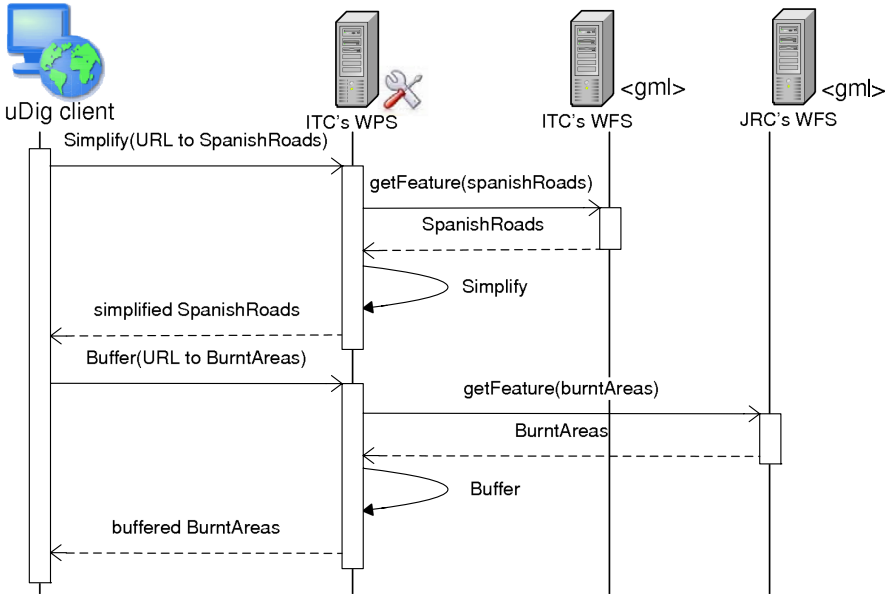 uDig client
ITC's WPS
<gml>
ITC's WFS
<gml>
JRC's WFS
Simplify(URL to SpanishRoads)
getFeature(spanishRoads)
SpanishRoads
Simplify
simplified SpanishRoads
Buffer(URL to BurntAreas)
getFeature(burntAreas)
BurntAreas
Buffer
buffered BurntAreas